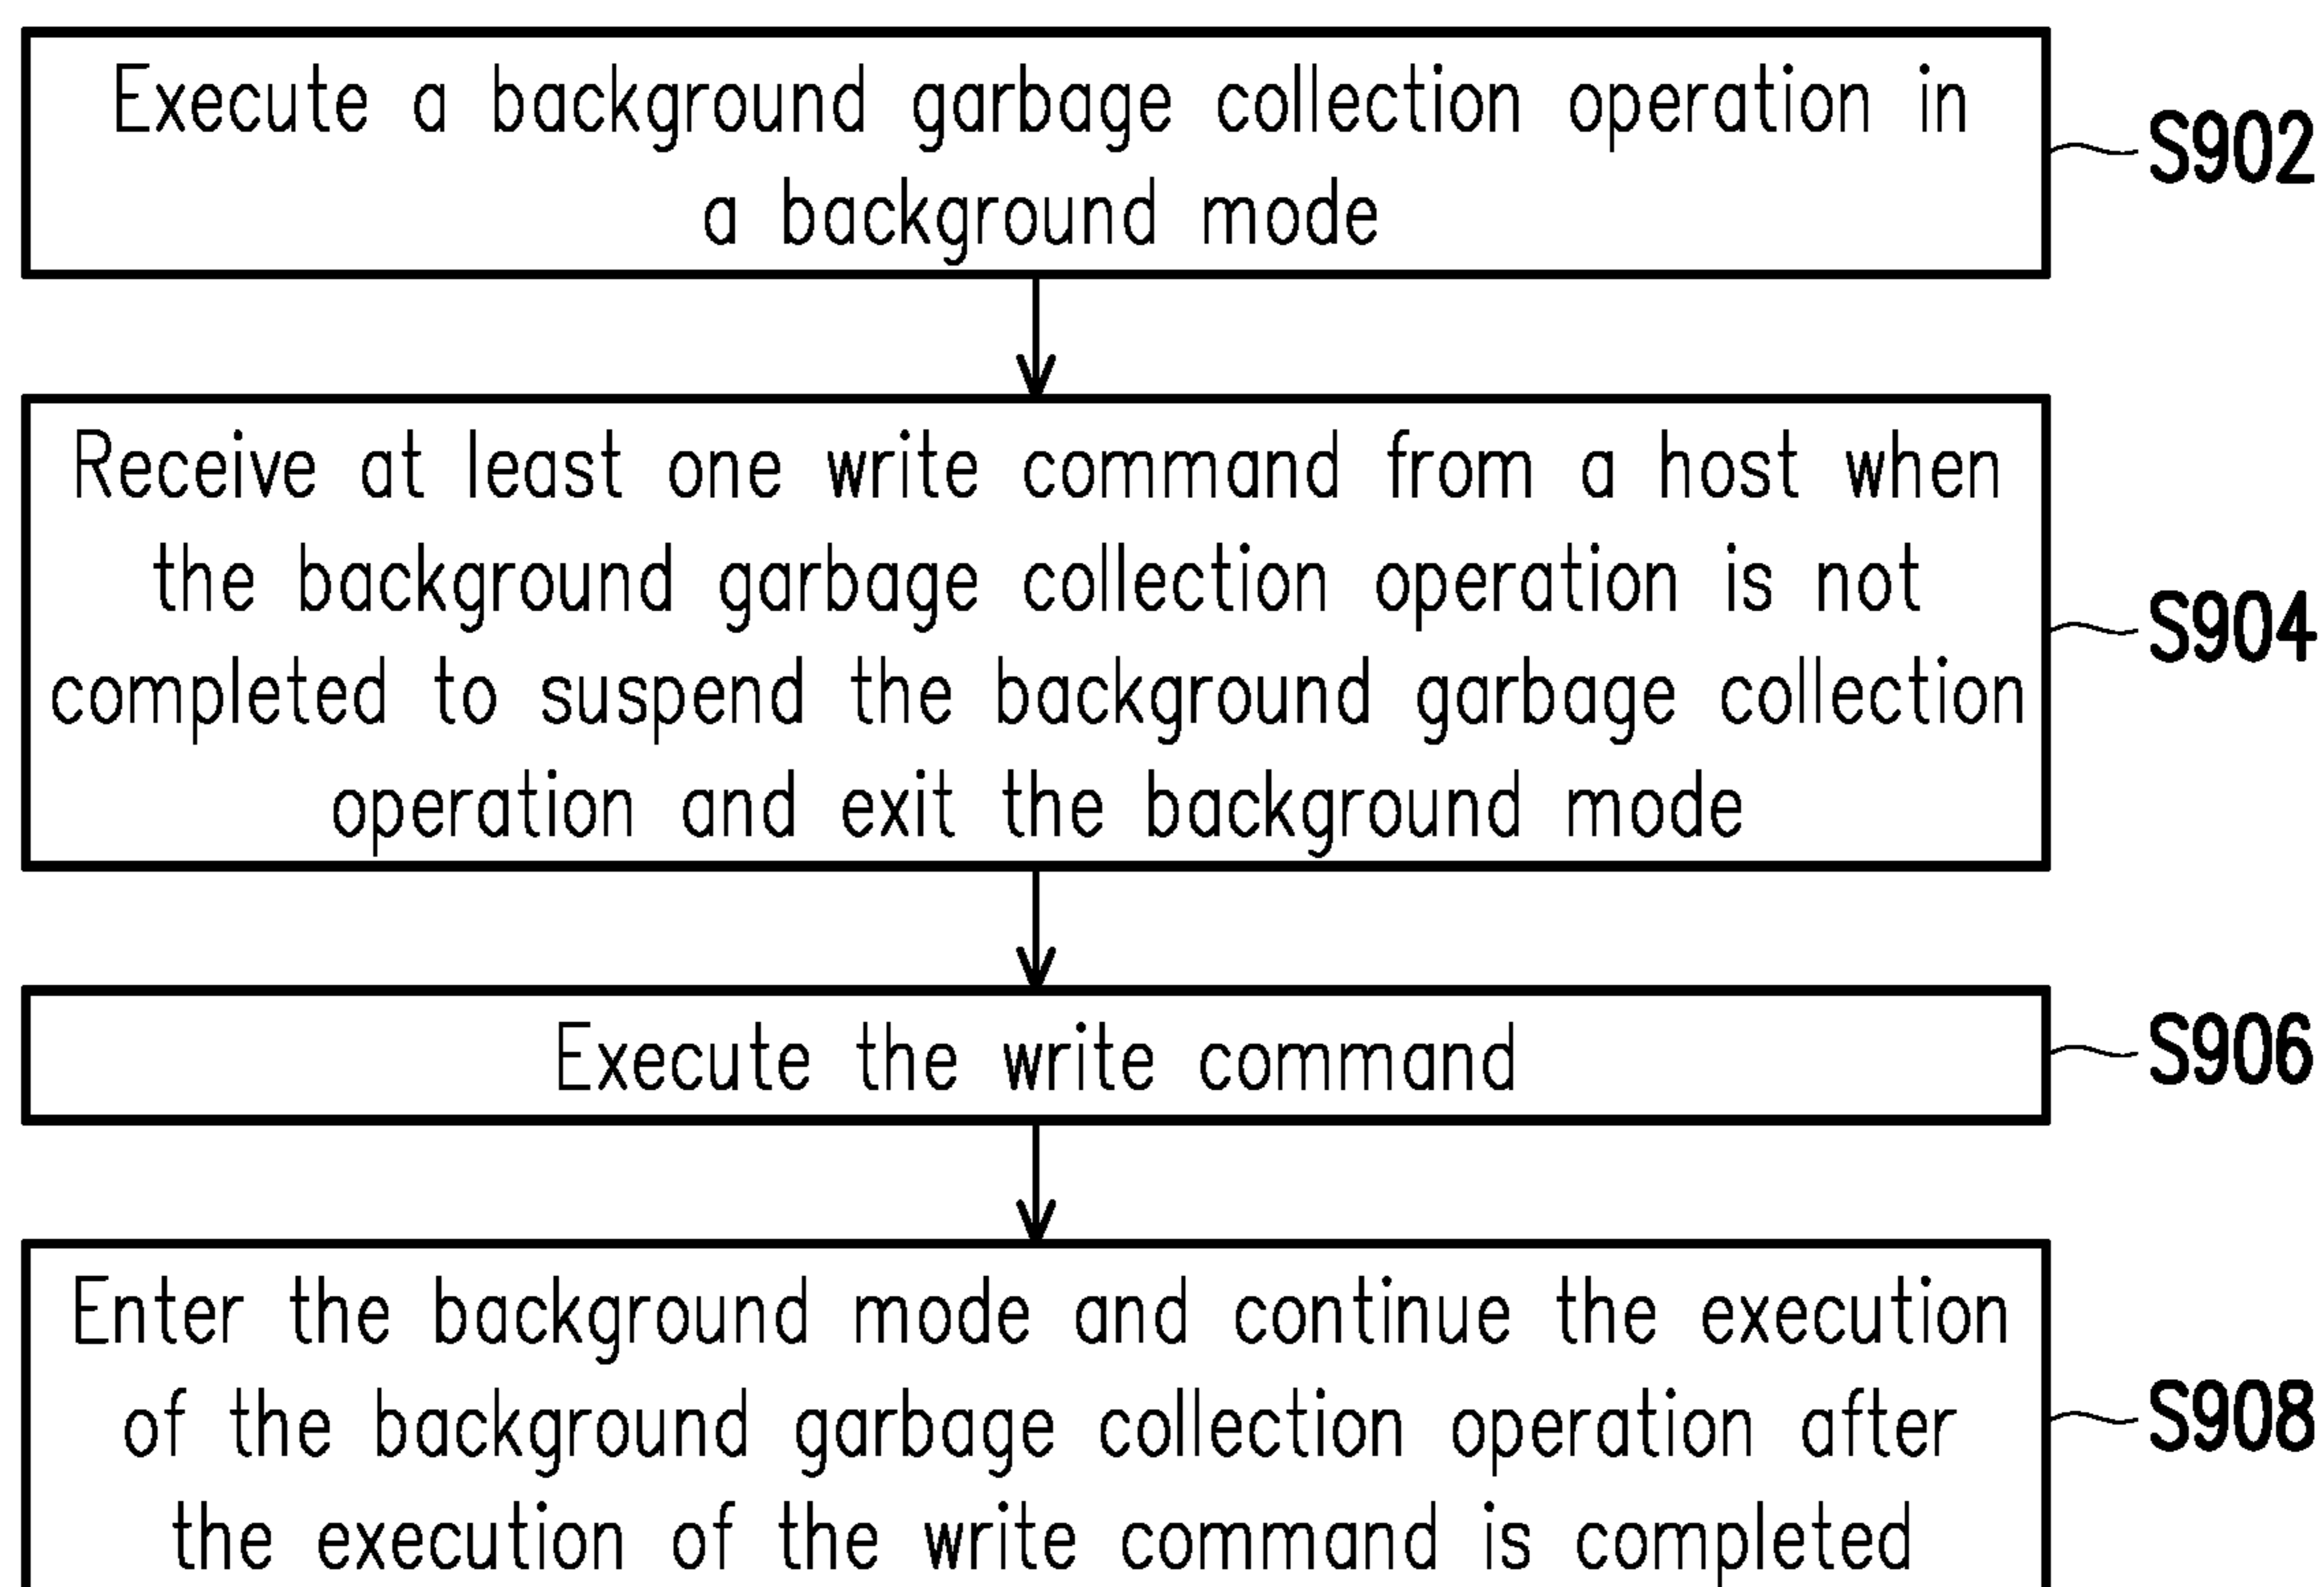 Execute a background garbage collection operation in
a background mode
S902
Receive at least one write command from a host when
the background garbage collection operation is not
completed to suspend the background garbage collection
operation and exit the background mode
S904
Execute the write command
S906
Enter the background mode and continue the execution
of the background garbage collection operation after
the execution of the write command is completed
S908